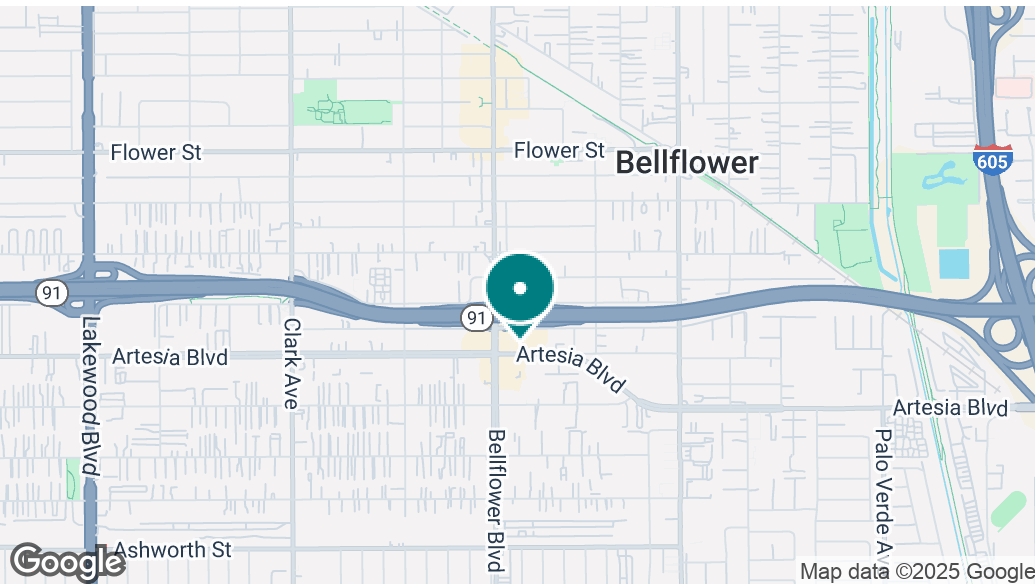 Flower St
Flower St
Bellflower
605
91
91
Lakewood Blvd
Clark Ave
Artesia Blvd
Artesia Blvd
Artesia Blvd
Bellflower Blvd
Palo Verde Av
Ashworth St
Google
Map data ©2025 Google